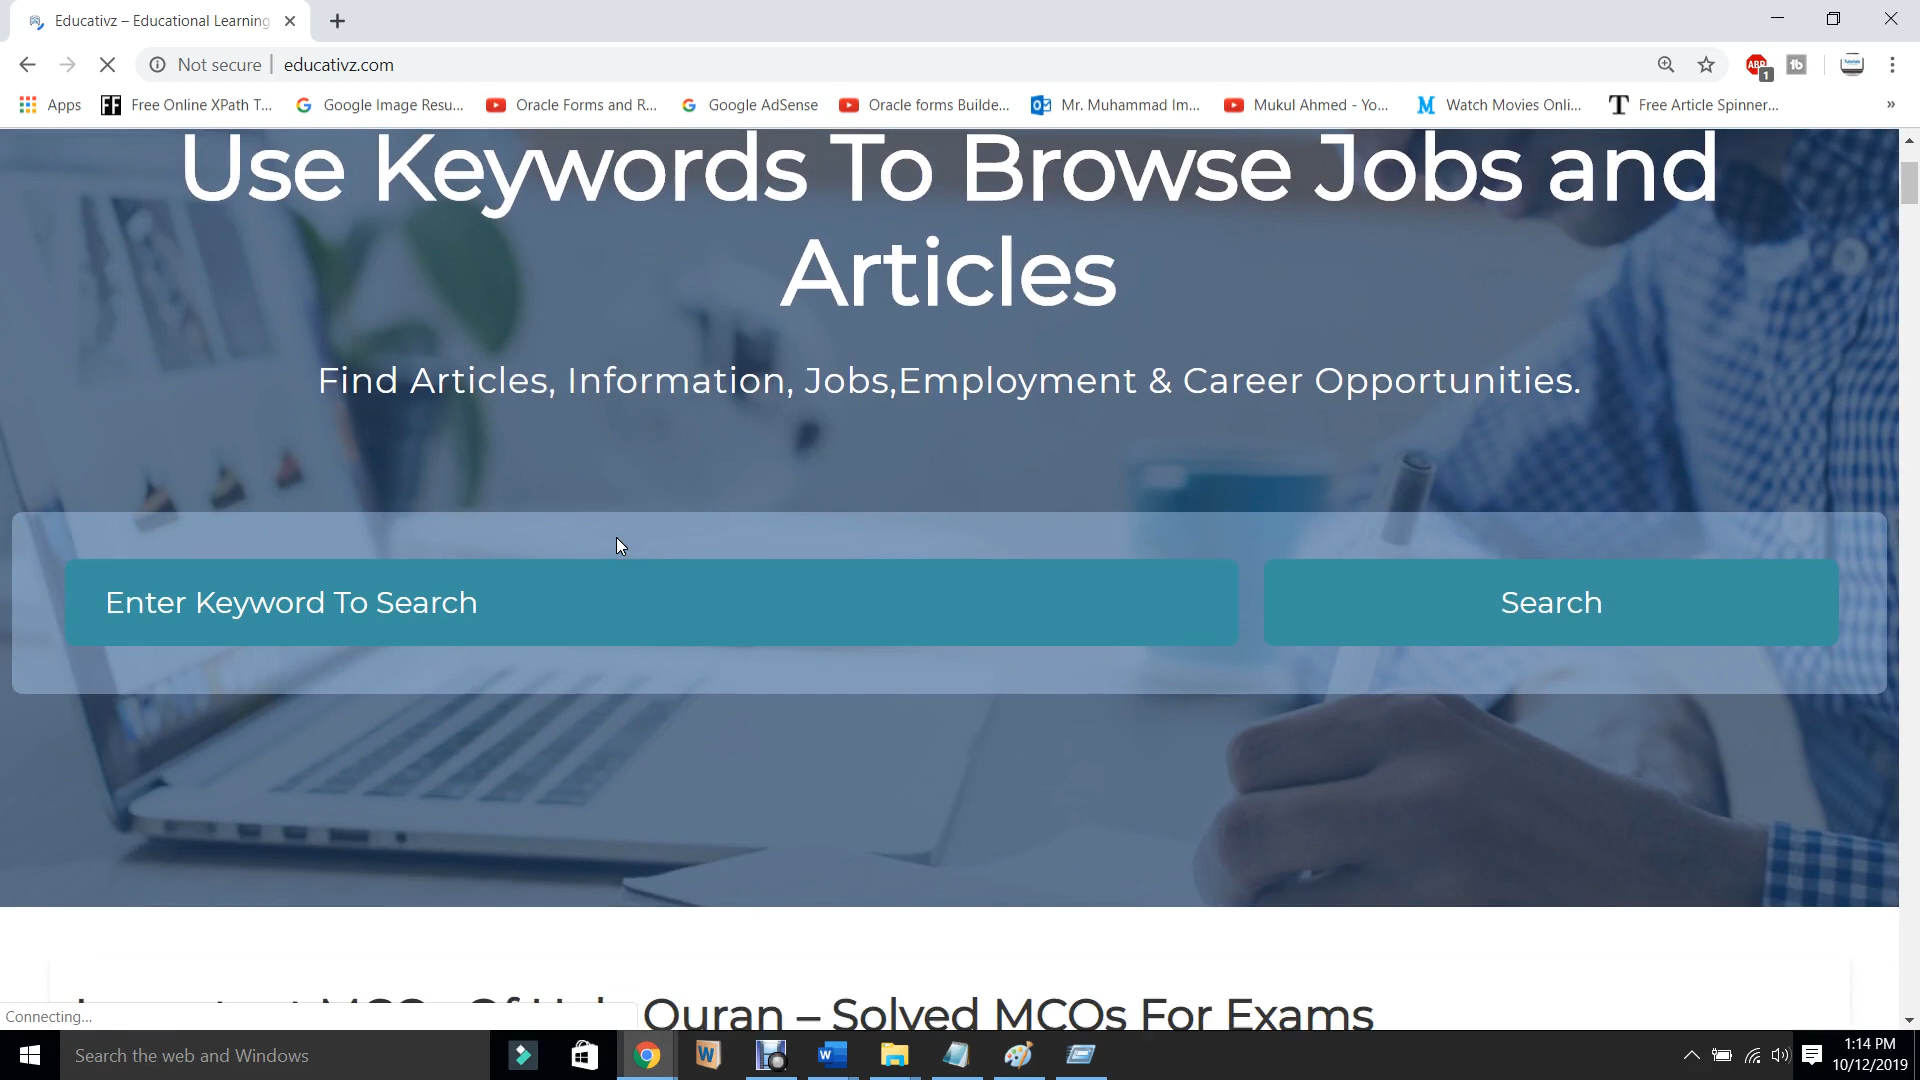 Educativz – Educational Learning
Not secure
educativz.com
ABP
1
Apps
Free Online XPath T...
Google Image Resu...
Oracle Forms and R...
Google AdSense
Oracle forms Builde...
Mr. Muhammad Im...
Mukul Ahmed - Yo...
Watch Movies Onli...
Free Article Spinner...
»
Use Keywords To Browse Jobs and
Articles
Find Articles, Information, Jobs,Employment & Career Opportunities.
Enter Keyword To Search
Search
Quran – Solved MCQs For Exams
Connecting...
Search the web and Windows
1:14 PM
10/12/2019